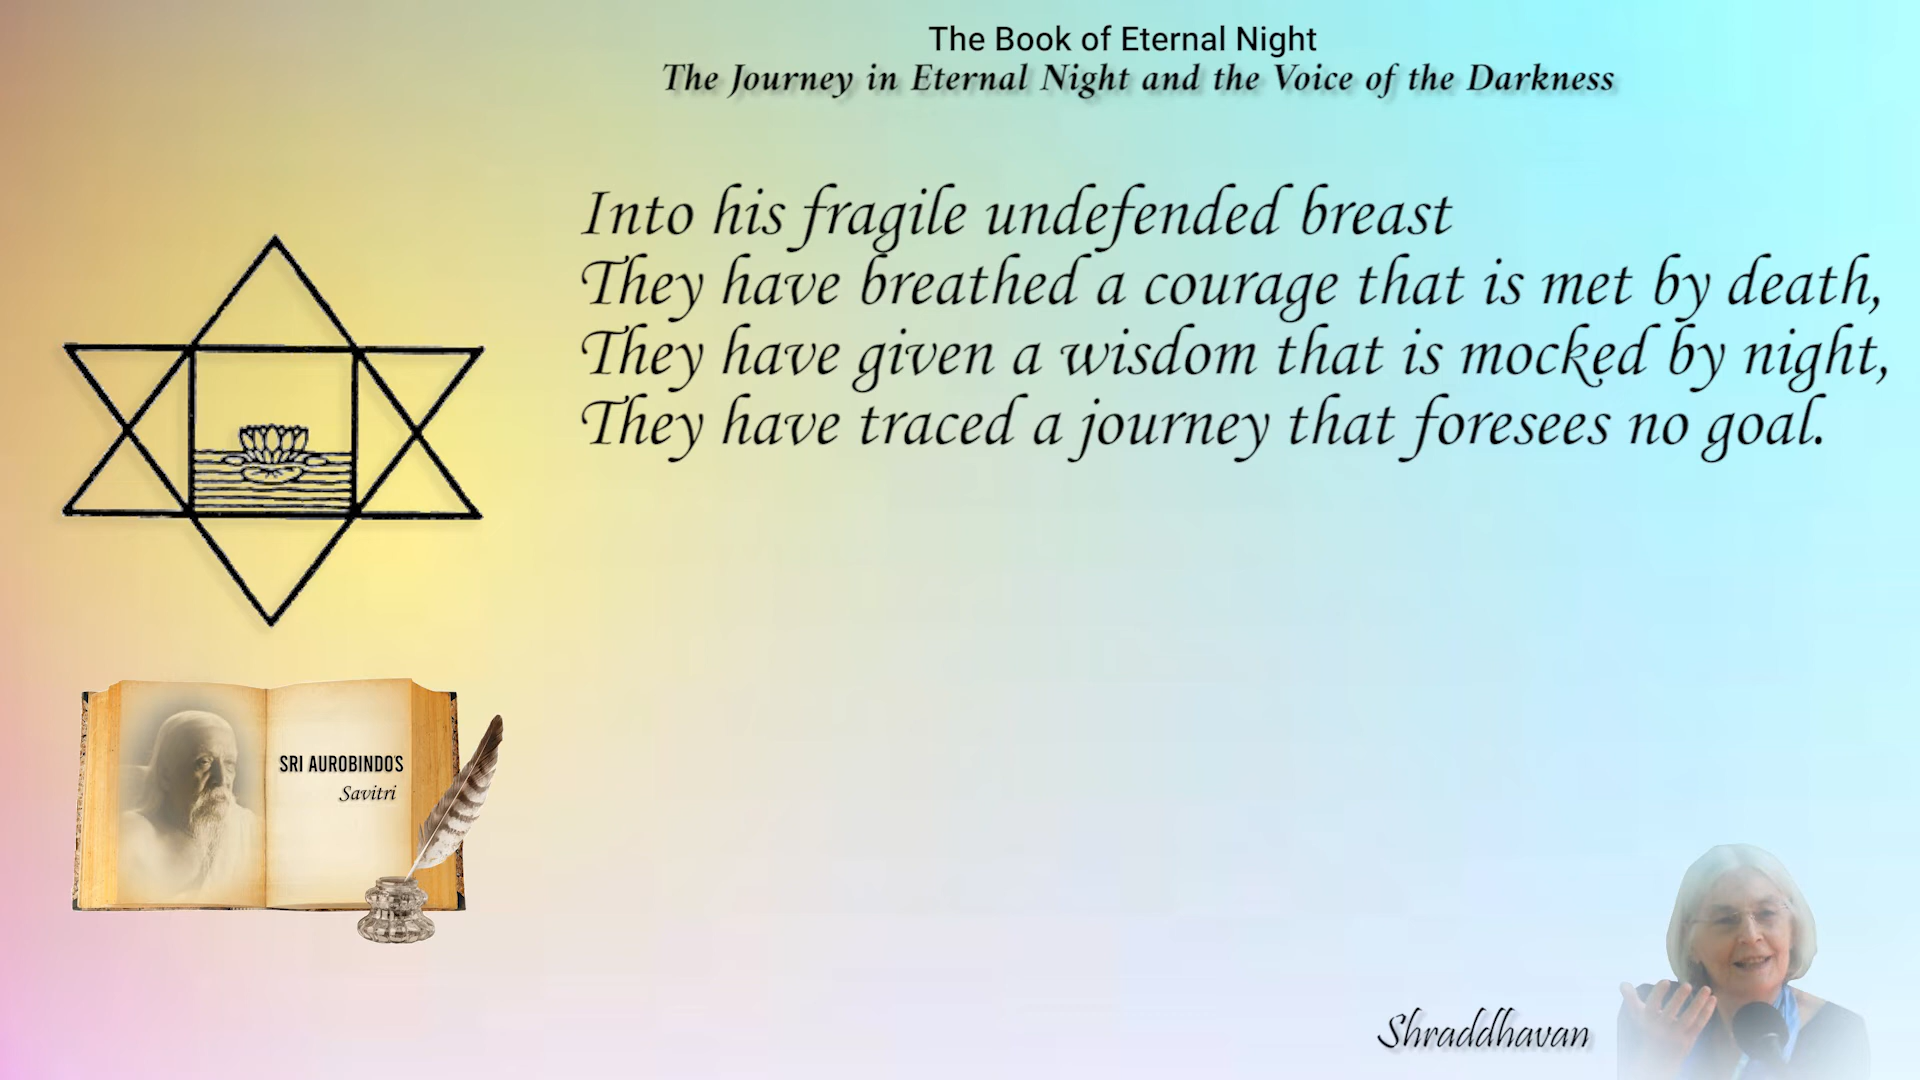 The Book of Eternal Night
The Journey in Eternal Night and the Voice of the Darkness
Into his fragile undefended breast
They have breathed a courage that is met by death,
They have given a wisdom that is mocked by night,
They have traced a journey that foresees no goal.
SRI AUROBINDO'S
Savitri
Shraddhavan